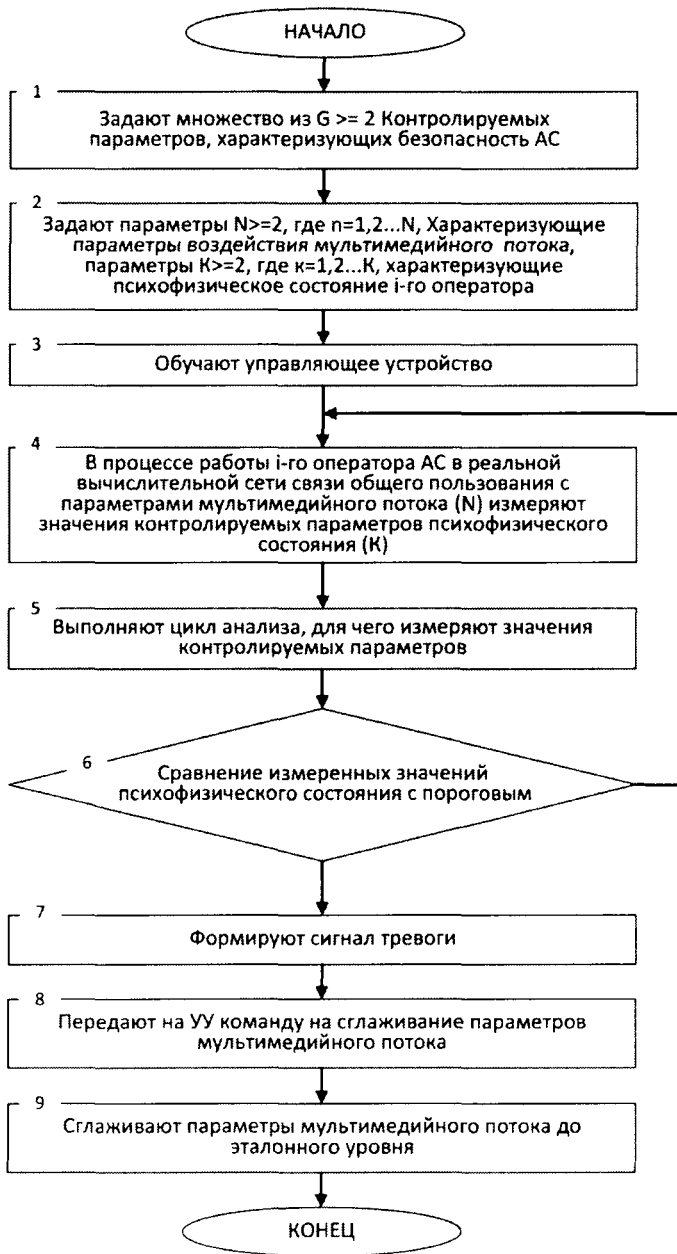 НАЧАЛО
1
Задают множество из G >= 2 Контролируемых
параметров, характеризующих безопасность АС
2
Задают параметры N>=2, где n=1,2...N, Характеризующие
параметры воздействия мультимедийного потока,
параметры К>=2, где к=1,2...К, характеризующие
психофизическое состояние i-го оператора
3
Обучают управляющее устройство
4
В процессе работы i-го оператора АС в реальной
вычислительной сети связи общего пользования с
параметрами мультимедийного потока (N) измеряют
значения контролируемых параметров психофизического
состояния (К)
5
Выполняют цикл анализа, для чего измеряют значения
контролируемых параметров
6
Сравнение измеренных значений
психофизического состояния с пороговым
7
Формируют сигнал тревоги
8
Передают на УУ команду на сглаживание параметров
мультимедийного потока
9
Сглаживают параметры мультимедийного потока до
эталонного уровня
КОНЕЦ